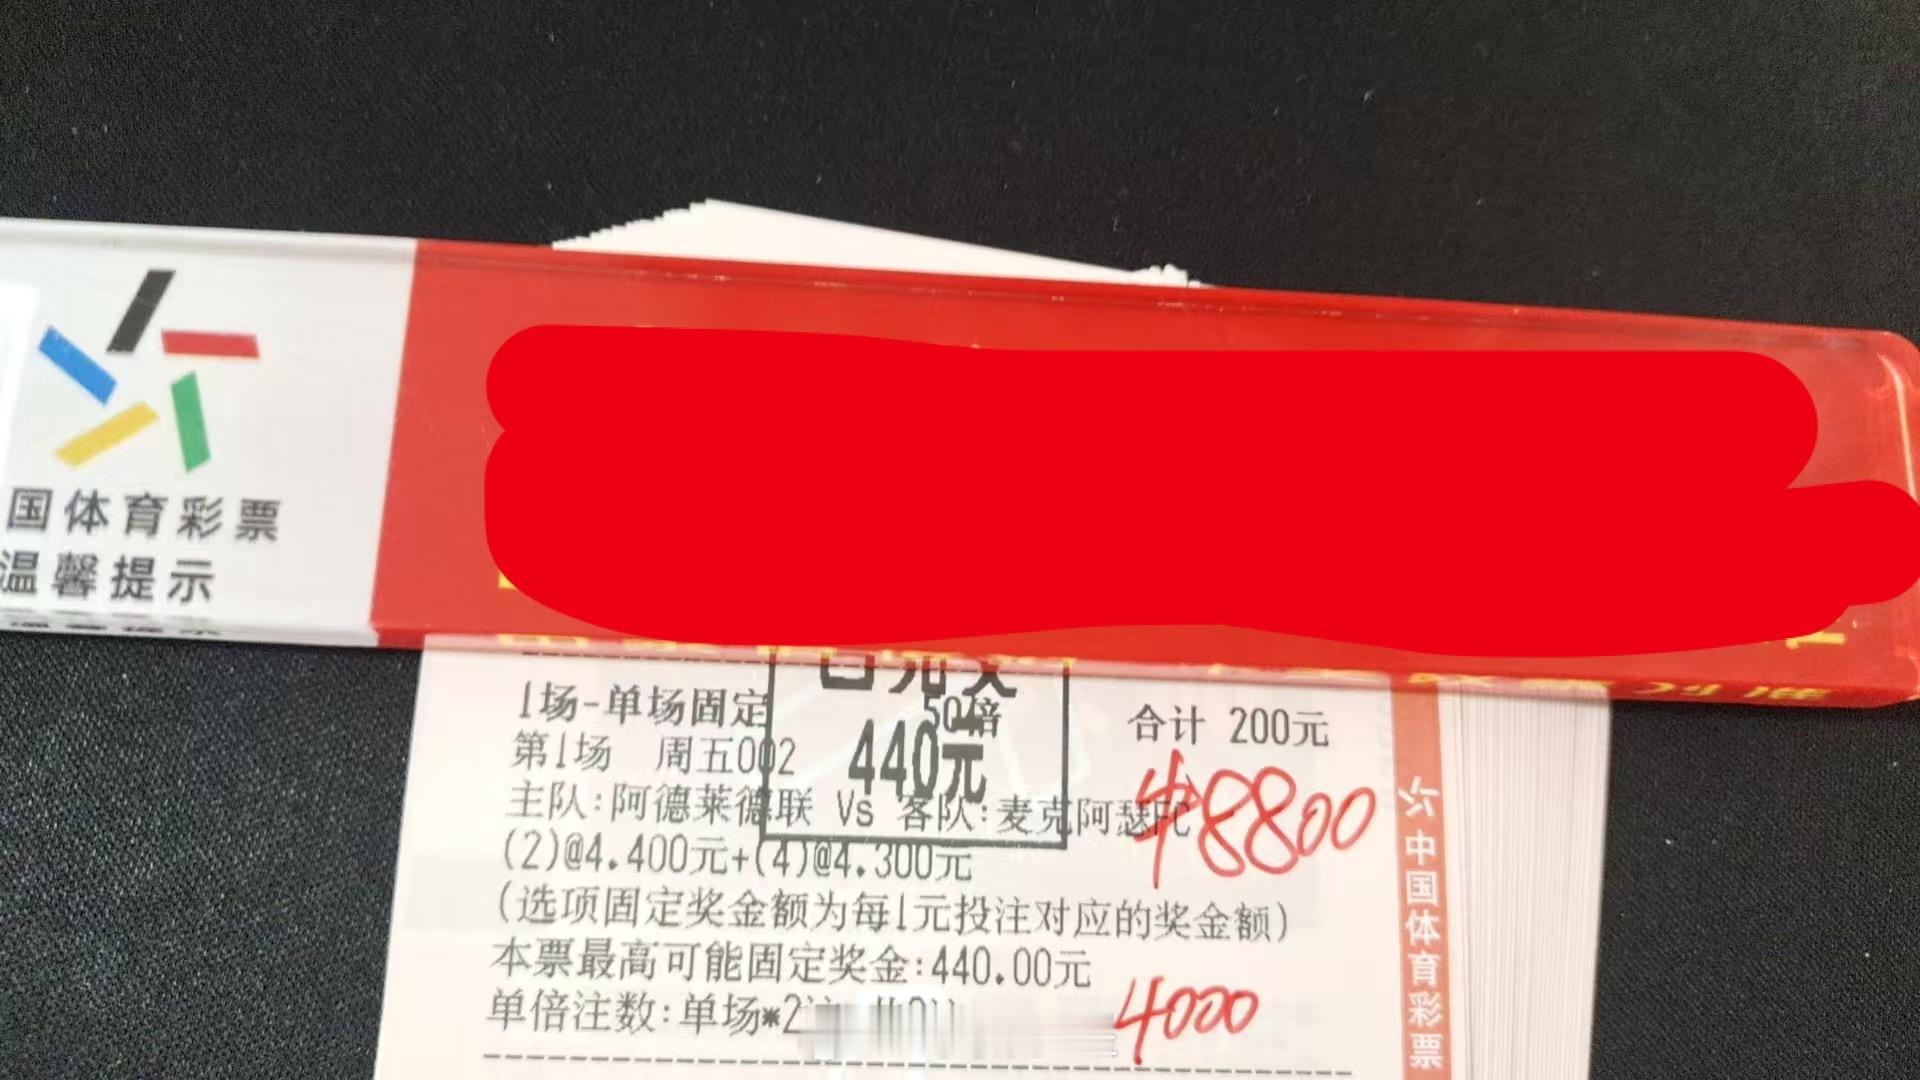 国体育彩票
温馨提示
1场-单场固定
50倍
合计 200元
440元
第1场 周五002
主队:阿德莱德联 Vs 客队:麦克阿瑟FC
48800
(2)@4.400元+(4)@4.300元
(选项固定奖金额为每1元投注对应的奖金额)
本票最高可能固定奖金:440.00元
单倍注数:单场*2
4000
中国体育彩票